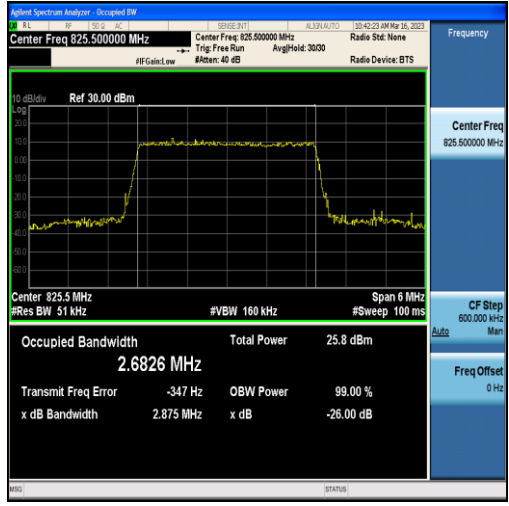 Agilent Spectrum Analyzer - Occupied BW
RL RF 50 Ω AC SENSE:INT ALIGN AUTO 10:42:23 AM Mar 16, 2023
Center Freq 825.500000 MHz Center Freq: 825.500000 MHz Radio Std: None
Trig: Free Run Avg|Hold: 30/30
#IFGain:Low #Atten: 40 dB Radio Device: BTS
Frequency
10 dB/div Ref 30.00 dBm
Log
20.0
10.0
0.00
-10.0
-20.0
-30.0
-40.0
-50.0
-60.0
Center 825.5 MHz Span 6 MHz
#Res BW 51 kHz #VBW 160 kHz #Sweep 100 ms
Occupied Bandwidth Total Power 25.8 dBm
2.6826 MHz
Transmit Freq Error -347 Hz OBW Power 99.00 %
x dB Bandwidth 2.875 MHz x dB -26.00 dB
Center Freq
825.500000 MHz
CF Step
600.000 kHz
Auto Man
Freq Offset
0 Hz
MSG STATUS